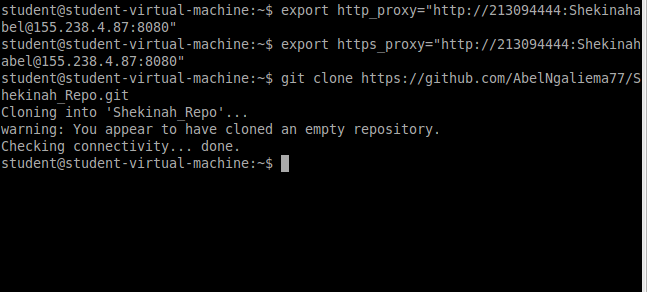 student@student-virtual-machine:~$ export http_proxy="http://213094444:Shekinaha
bel@155.238.4.87:8080"
student@student-virtual-machine:~$ export https_proxy="http://213094444:Shekinah
abel@155.238.4.87:8080"
student@student-virtual-machine:~$ git clone https://github.com/AbelNgaliema77/S
hekinah_Repo.git
Cloning into 'Shekinah_Repo'...
warning: You appear to have cloned an empty repository.
Checking connectivity... done.
student@student-virtual-machine:~$